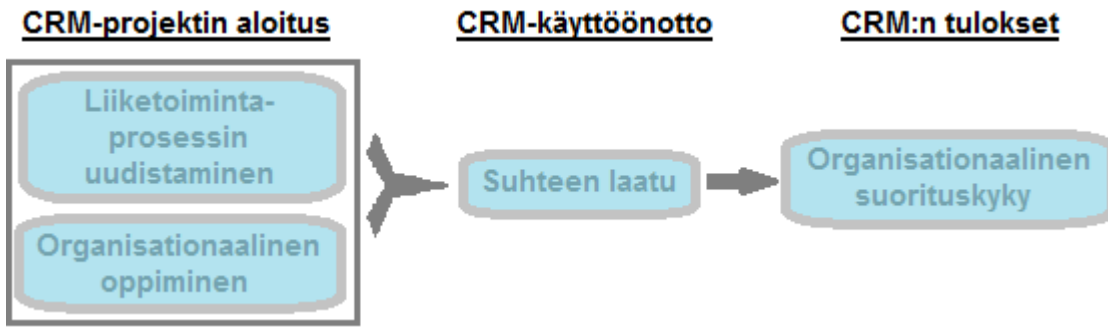 CRM-projektin aloitus
CRM-käyttöönotto
CRM:n tulokset
Liiketoiminta-
prosessin
uudistaminen
Organisationaalinen
oppiminen
Suhteen laatu
Organisationaalinen
suorituskyky